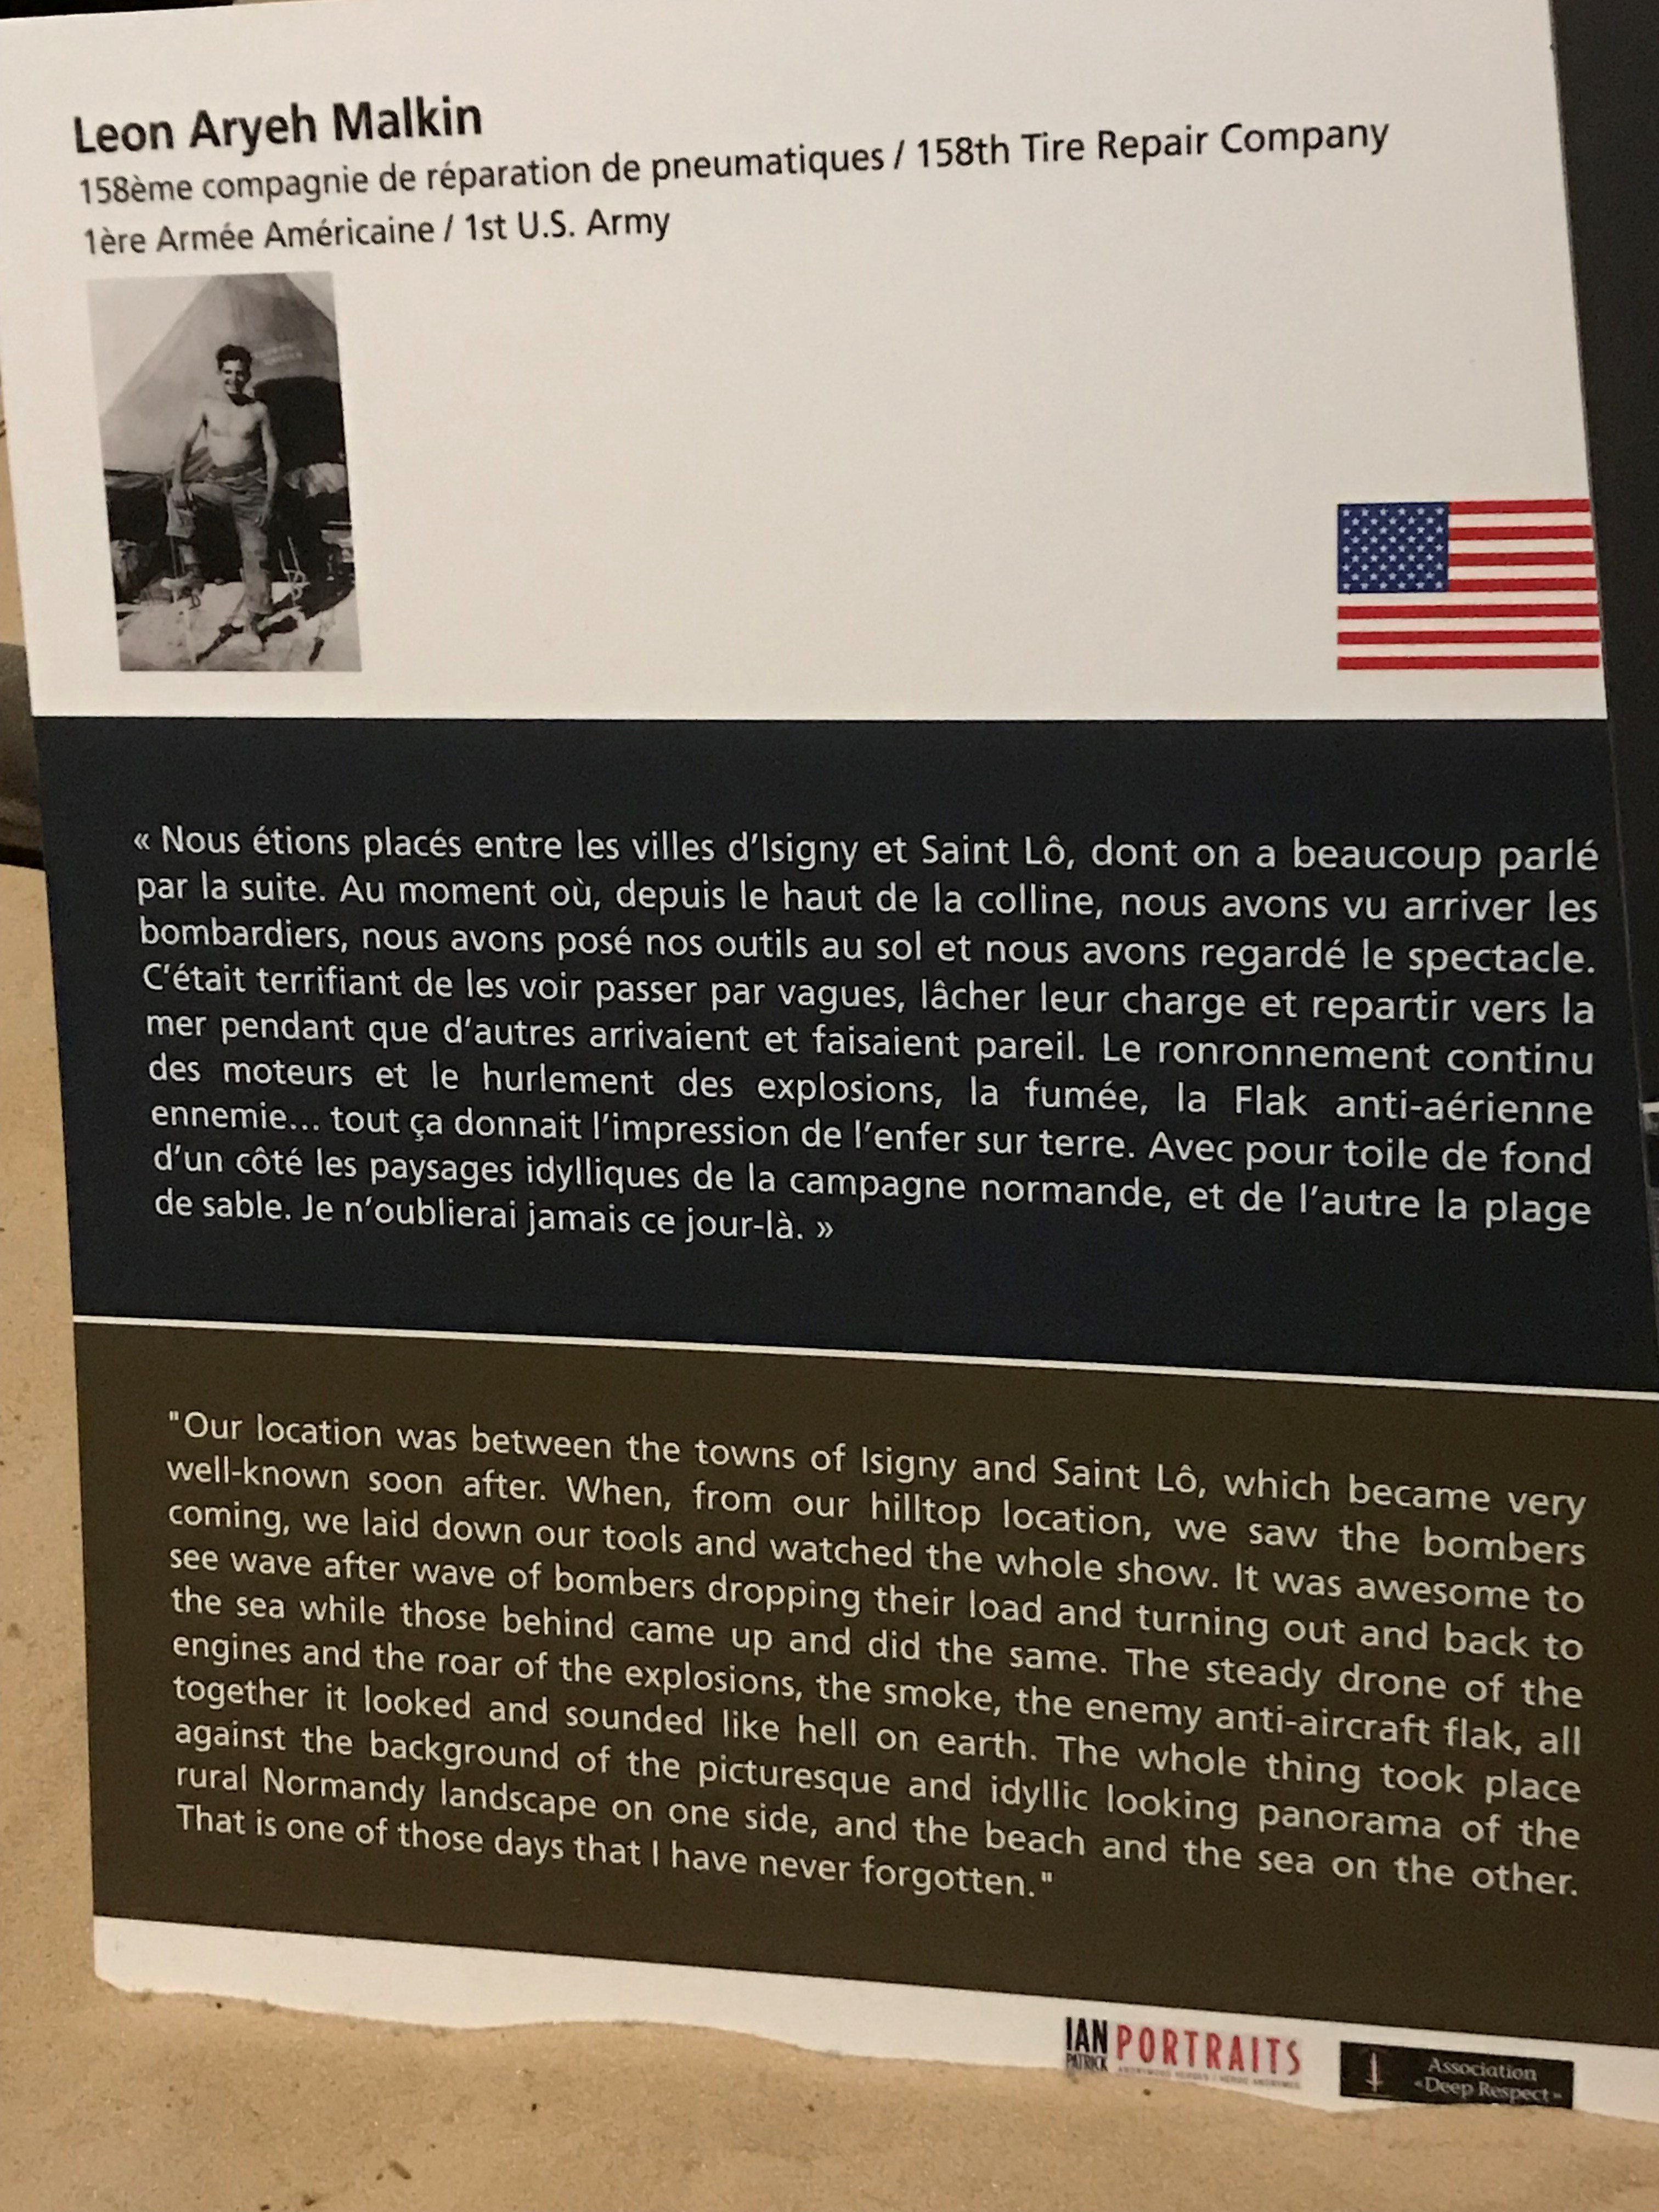 Leon Aryeh Malkin
158ème compagnie de réparation de pneumatiques / 158th Tire Repair Company
1ère Armée Américaine / 1st U.S. Army
« Nous étions placés entre les villes d'Isigny et Saint Lô, dont on a beaucoup parlé
par la suite. Au moment où, depuis le haut de la colline, nous avons vu arriver les
bombardiers, nous avons posé nos outils au sol et nous avons regardé le spectacle.
C'était terrifiant de les voir passer par vagues, lâcher leur charge et repartir vers la
mer pendant que d'autres arrivaient et faisaient pareil. Le ronronnement continu
des moteurs et le hurlement des explosions, la fumée, la Flak anti-aérienne
ennemie... tout ça donnait l'impression de l'enfer sur terre. Avec pour toile de fond
d'un côté les paysages idylliques de la campagne normande, et de l'autre la plage
de sable. Je n'oublierai jamais ce jour-là. »
"Our location was between the towns of Isigny and Saint Lô, which became very
well-known soon after. When, from our hilltop location, we saw the bombers
coming, we laid down our tools and watched the whole show. It was awesome to
see wave after wave of bombers dropping their load and turning out and back to
the sea while those behind came up and did the same. The steady drone of the
engines and the roar of the explosions, the smoke, the enemy anti-aircraft flak, all
together it looked and sounded like hell on earth. The whole thing took place
against the background of the picturesque and idyllic looking panorama of the
rural Normandy landscape on one side, and the beach and the sea on the other.
That is one of those days that I have never forgotten."
IAN PORTRAITS
PATRICK
Association
«Deep Respect»